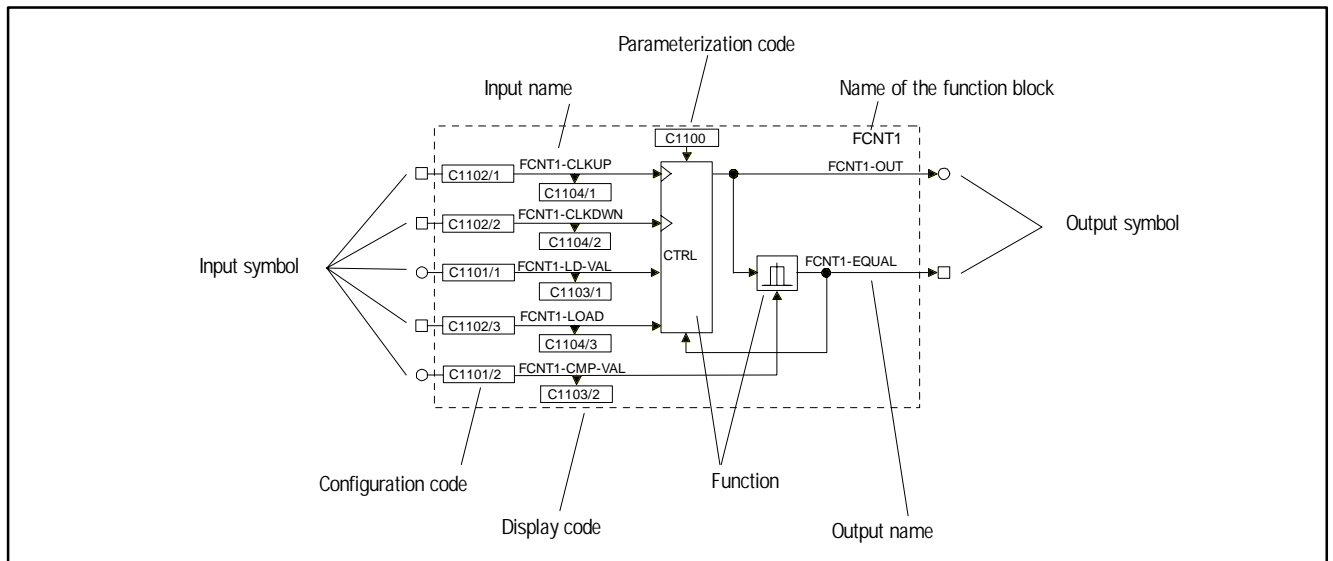 Parameterization code
Input name
Name of the function block
C1100
FCNT1
C1102/1
FCNT1-CLKUP
FCNT1-OUT
C1104/1
C1102/2
FCNT1-CLKDWN
Output symbol
C1104/2
Input symbol
CTRL
C1101/1
FCNT1-LD-VAL
FCNT1-EQUAL
C1103/1
C1102/3
FCNT1-LOAD
C1104/3
C1101/2
FCNT1-CMP-VAL
C1103/2
Configuration code
Function
Display code
Output name